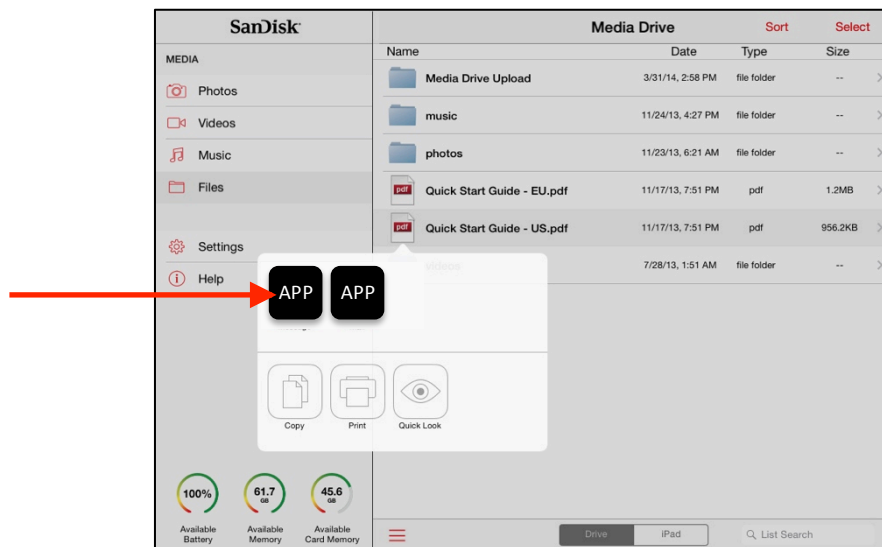 SanDisk
Media Drive Sort Select
MEDIA
Name Date Type Size
Photos
Videos
Music
Files
Settings
Help
Media Drive Upload 3/31/14, 2:58 PM file folder --
music 11/24/13, 4:27 PM file folder --
photos 11/23/13, 6:21 AM file folder --
pdf Quick Start Guide - EU.pdf 11/17/13, 7:51 PM pdf 1.2MB
pdf Quick Start Guide - US.pdf 11/17/13, 7:51 PM pdf 956.2KB
videos 7/28/13, 1:51 AM file folder --
APP APP
Copy Print Quick Look
100% 61.7 GB 45.6 GB
Available Battery
Available Memory
Available Card Memory
Drive iPad List Search